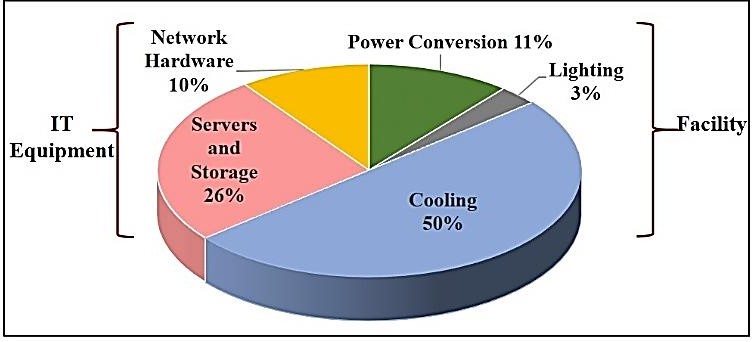 Network
Hardware
10%
Power Conversion 11%
Lighting
3%
IT
Equipment
Servers
and
Storage
26%
Facility
Cooling
50%